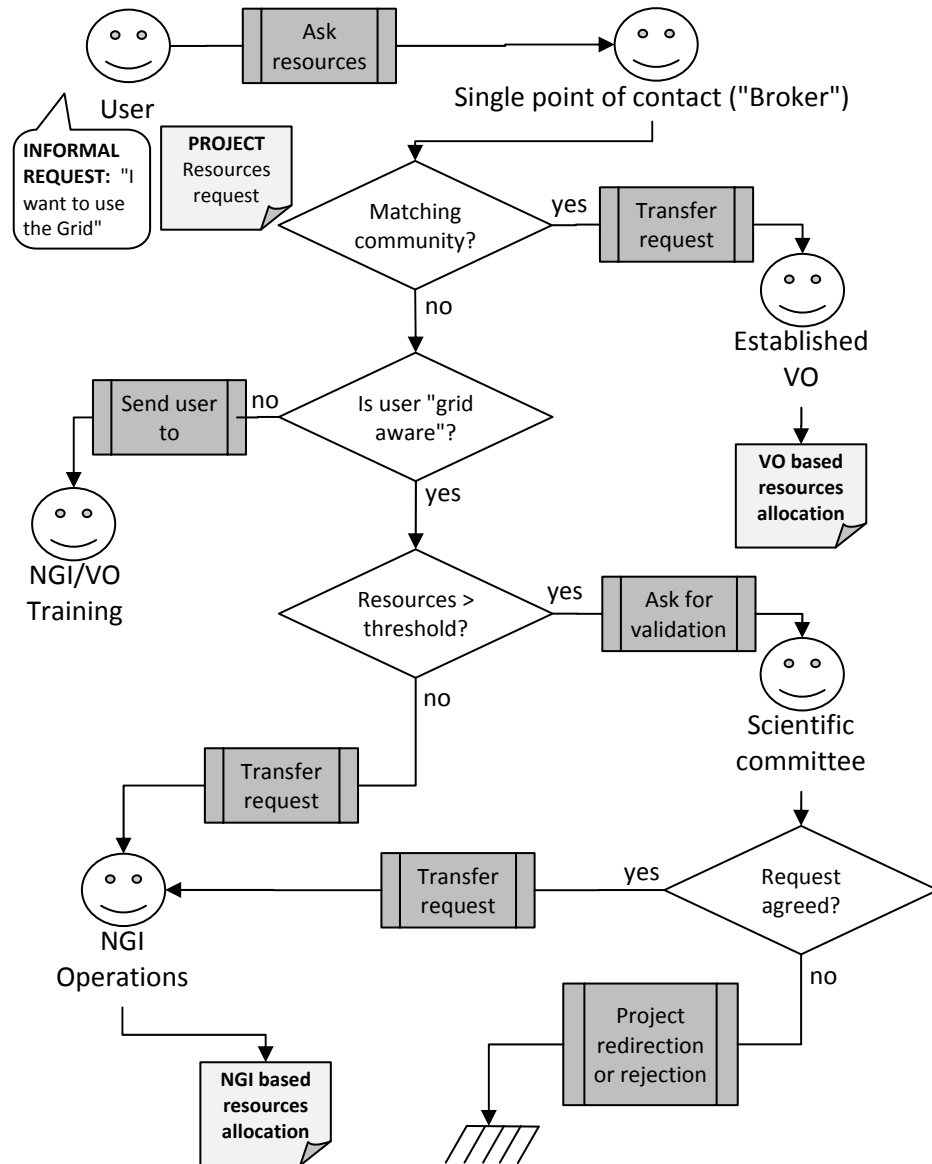 Ask
resources
User
Single point of contact ("Broker")
INFORMAL
REQUEST: "I
want to use
the Grid"
PROJECT
Resources
request
Matching
community?
yes
Transfer
request
no
Established
VO
Send user
to
no
Is user "grid
aware"?
VO based
resources
allocation
yes
NGI/VO
Training
Resources >
threshold?
yes
Ask for
validation
no
Scientific
committee
Transfer
request
Transfer
request
yes
Request
agreed?
NGI
Operations
no
Project
redirection
or rejection
NGI based
resources
allocation